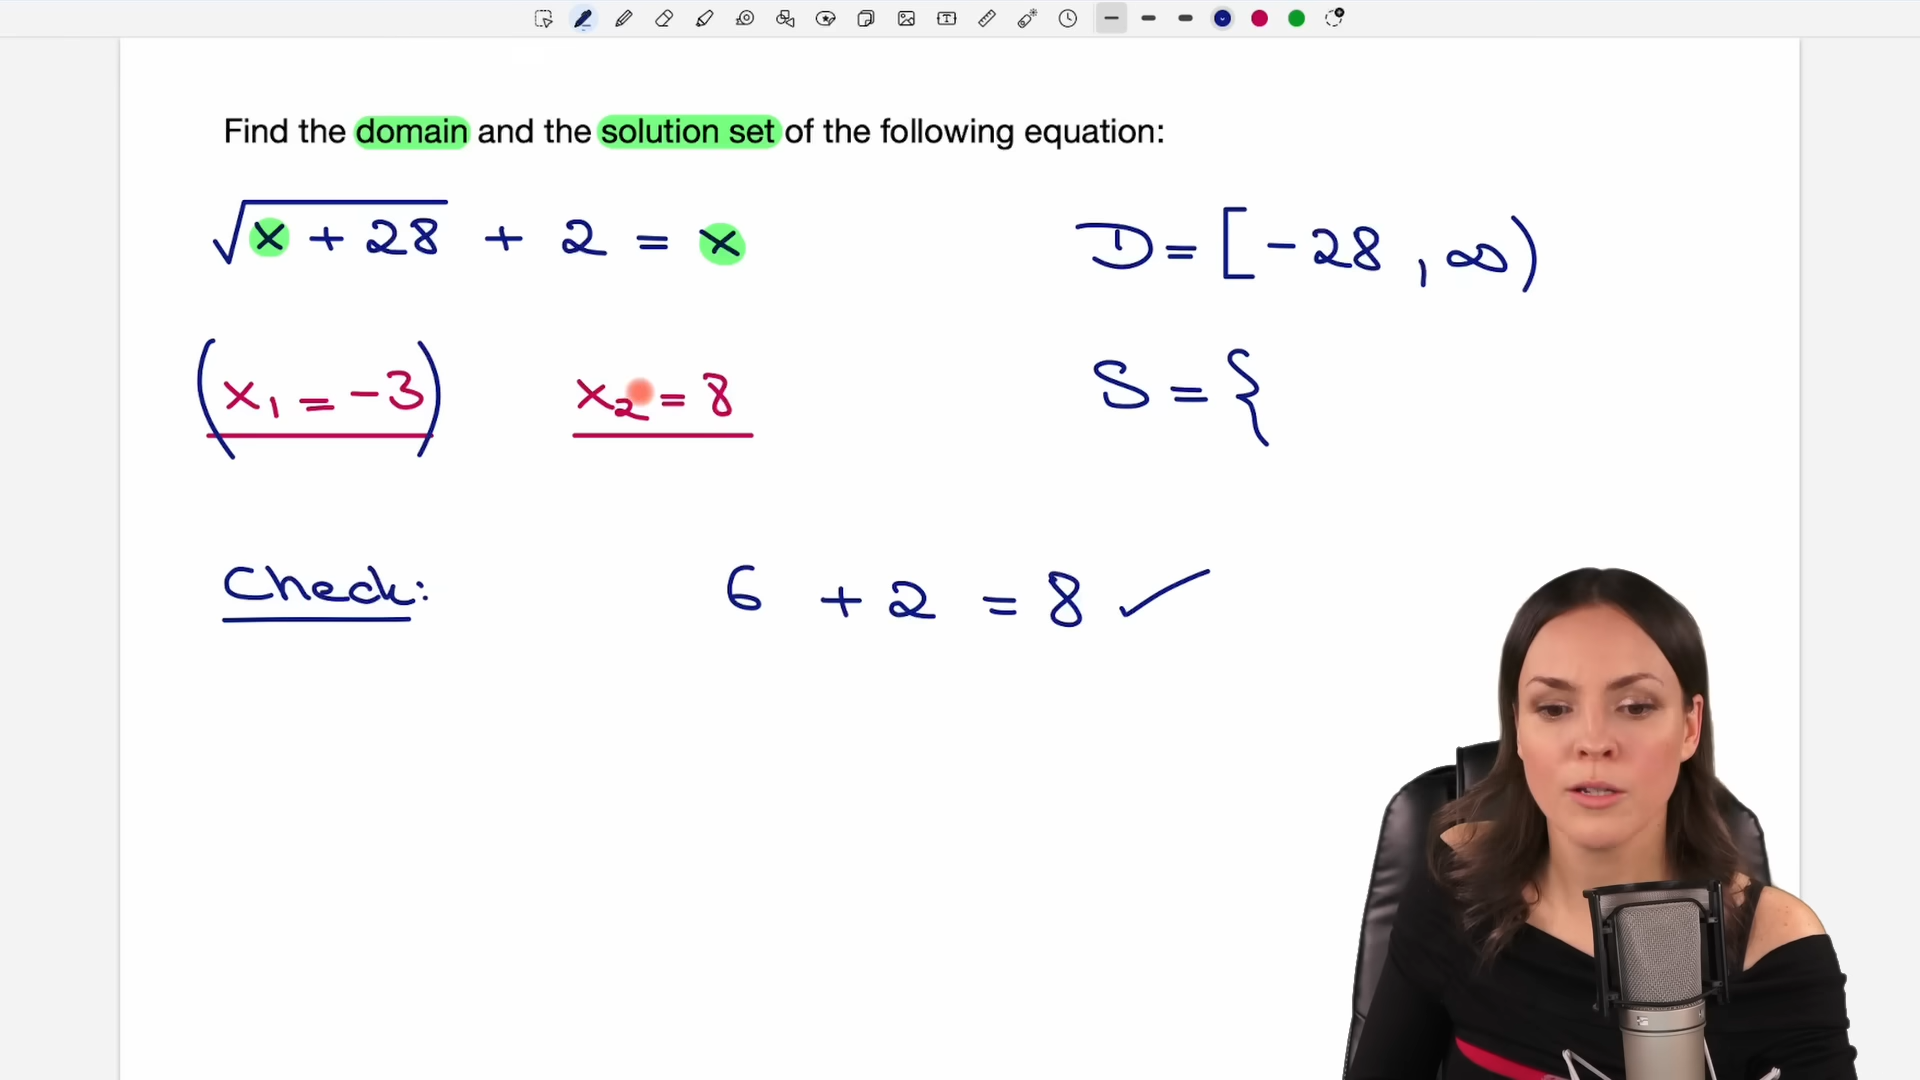 Find the domain and the solution set of the following equation:
√x + 28 + 2 = x
D = [-28, ∞)
(x₁ = -3) x₂ = 8
S = {
Check: 6 + 2 = 8 ✓